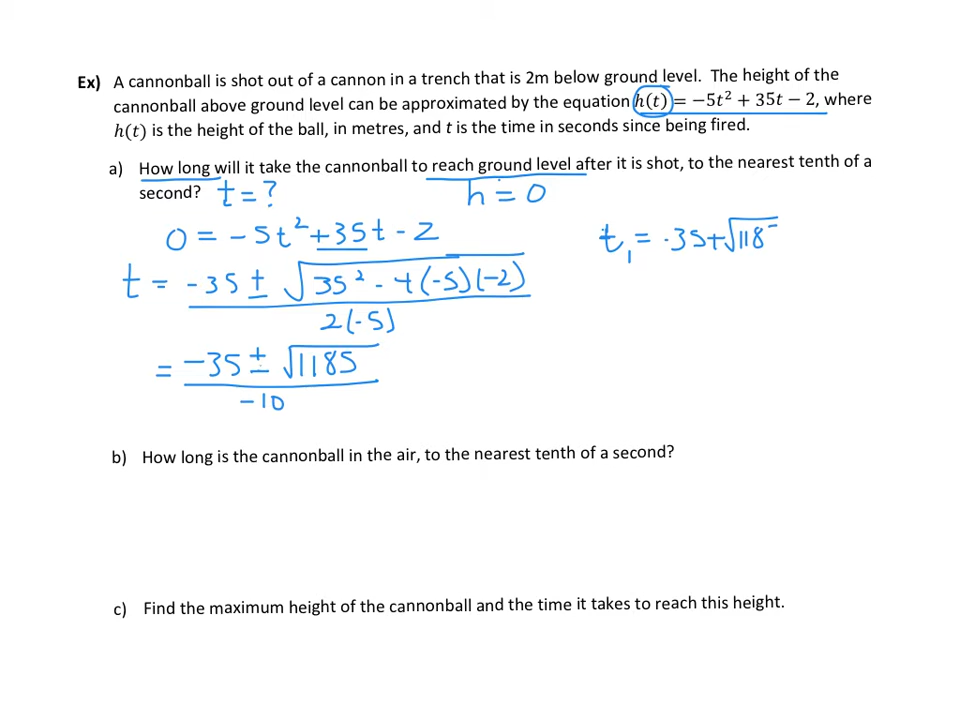 Ex) A cannonball is shot out of a cannon in a trench that is 2m below ground level. The height of the
cannonball above ground level can be approximated by the equation h(t) = −5t² + 35t − 2, where
h(t) is the height of the ball, in metres, and t is the time in seconds since being fired.
a) How long will it take the cannonball to reach ground level after it is shot, to the nearest tenth of a
second? t = ? h = 0
0 = -5t² + 35t - 2
t₁ = -35+√118
t = (-35 ± √(35² - 4(-5)(-2))) / 2(-5)
= (-35 ± √1185) / -10
b) How long is the cannonball in the air, to the nearest tenth of a second?
c) Find the maximum height of the cannonball and the time it takes to reach this height.